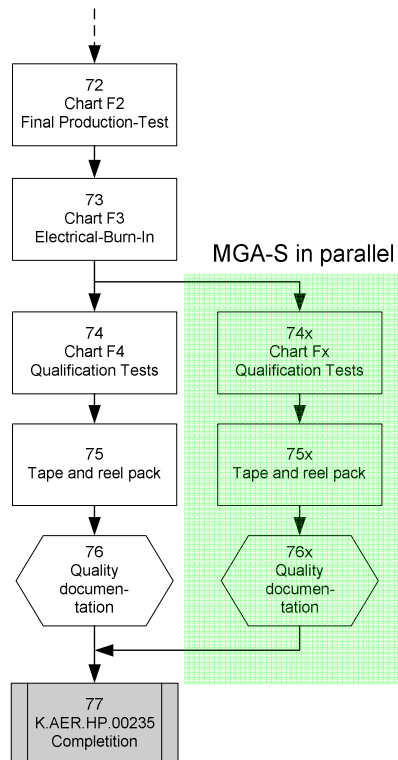 72
Chart F2
Final Production-Test
73
Chart F3
Electrical-Burn-In
MGA-S in parallel
74
Chart F4
Qualification Tests
74x
Chart Fx
Qualification Tests
75
Tape and reel pack
75x
Tape and reel pack
76
Quality
documen-
tation
76x
Quality
documen-
tation
77
K.AER.HP.00235
Completition